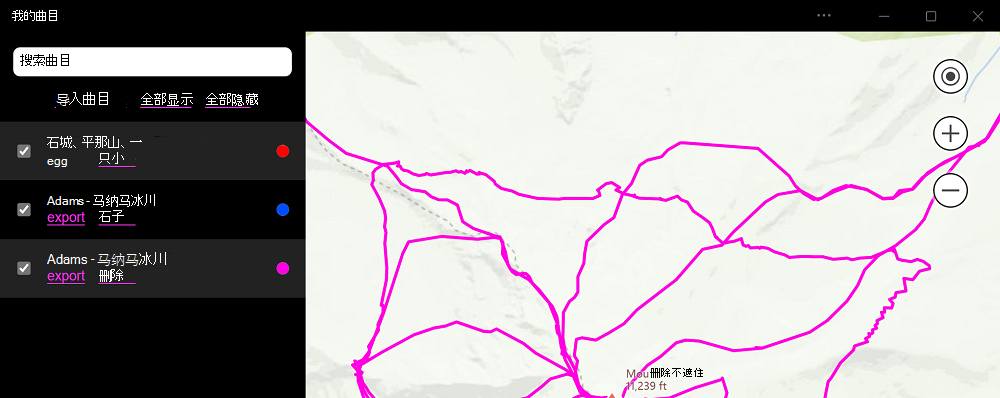 我的曲目
搜索曲目
导入曲目 全部显示 全部隐藏
石城、平那山、一
egg 只小
Adams - 马纳马冰川
export 石子
Adams - 马纳马冰川
export 删除
Mou删除不遮住
11,239 ft